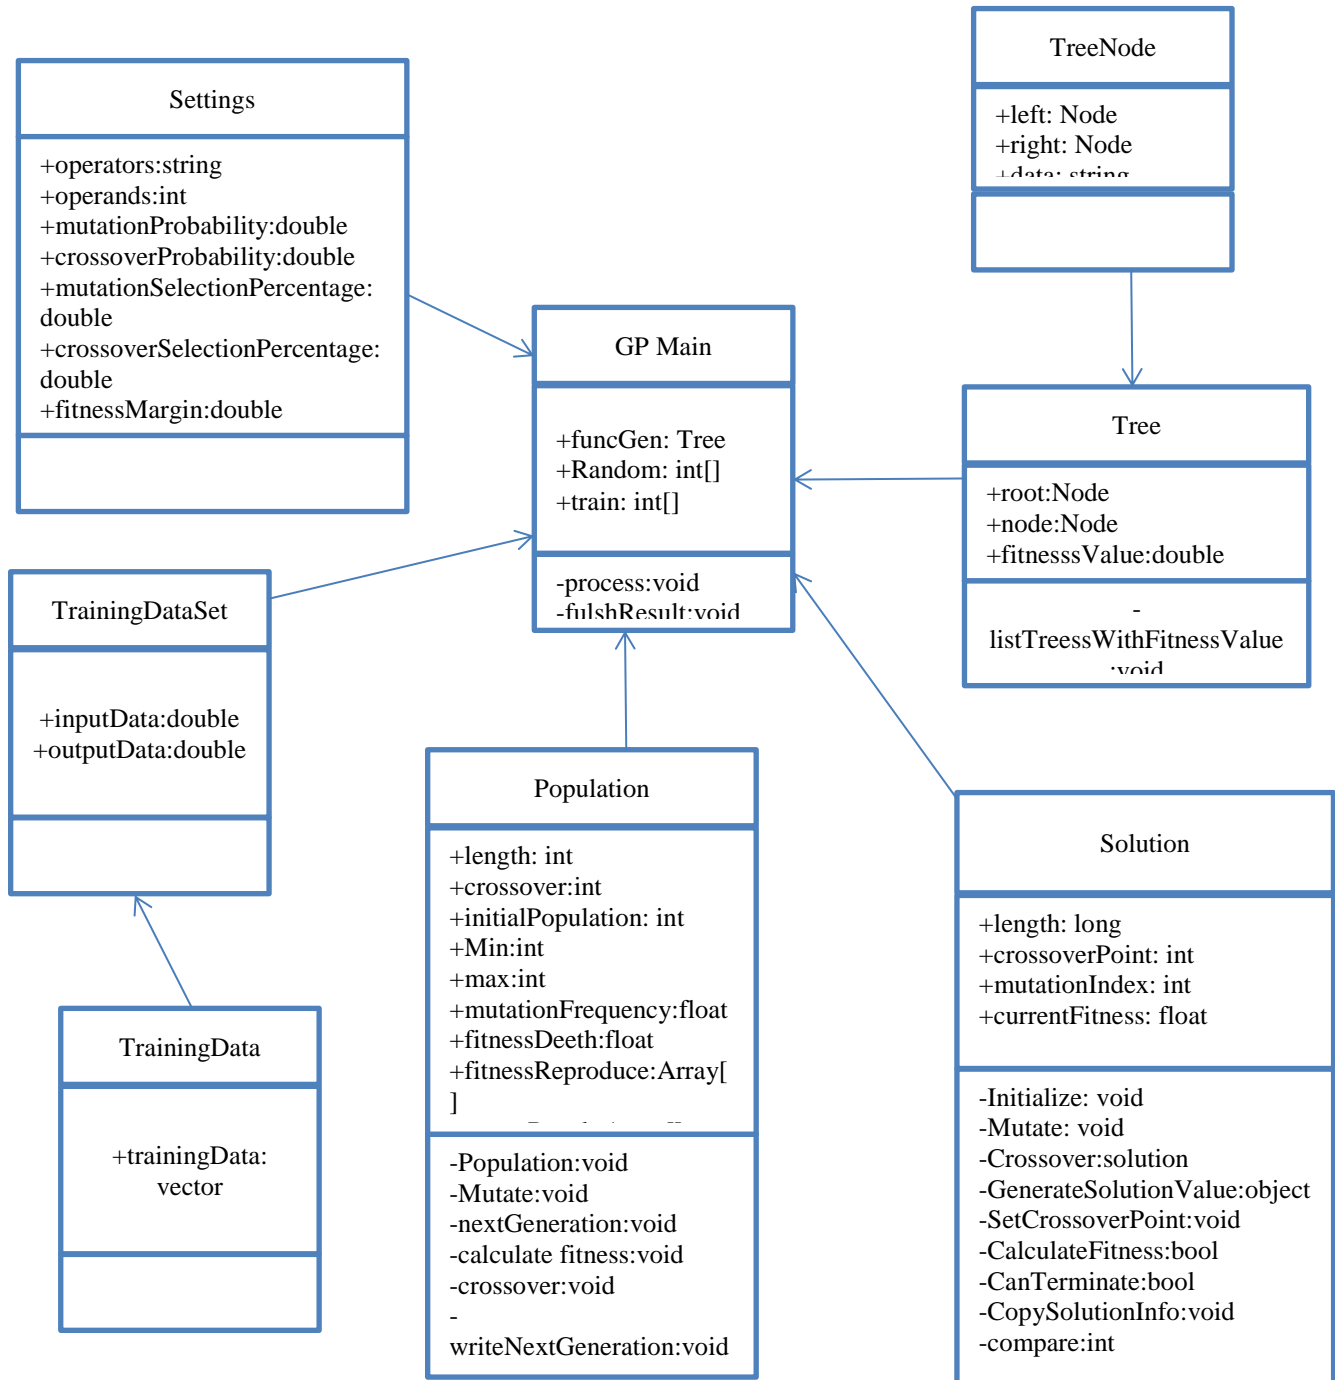 Settings
+operators:string
+operands:int
+mutationProbability:double
+crossoverProbability:double
+mutationSelectionPercentage:
double
+crossoverSelectionPercentage:
double
+fitnessMargin:double
TreeNode
+left: Node
+right: Node
+data: string
GP Main
+funcGen: Tree
+Random: int[]
+train: int[]
-process:void
-fulshResult:void
Tree
+root:Node
+node:Node
+fitnesssValue:double
-
listTreessWithFitnessValue
:void
TrainingDataSet
+inputData:double
+outputData:double
TrainingData
+trainingData:
vector
Population
+length: int
+crossover:int
+initialPopulation: int
+Min:int
+max:int
+mutationFrequency:float
+fitnessDeeth:float
+fitnessReproduce:Array[
]
-Population:void
-Mutate:void
-nextGeneration:void
-calculate fitness:void
-crossover:void
-
writeNextGeneration:void
Solution
+length: long
+crossoverPoint: int
+mutationIndex: int
+currentFitness: float
-Initialize: void
-Mutate: void
-Crossover:solution
-GenerateSolutionValue:object
-SetCrossoverPoint:void
-CalculateFitness:bool
-CanTerminate:bool
-CopySolutionInfo:void
-compare:int